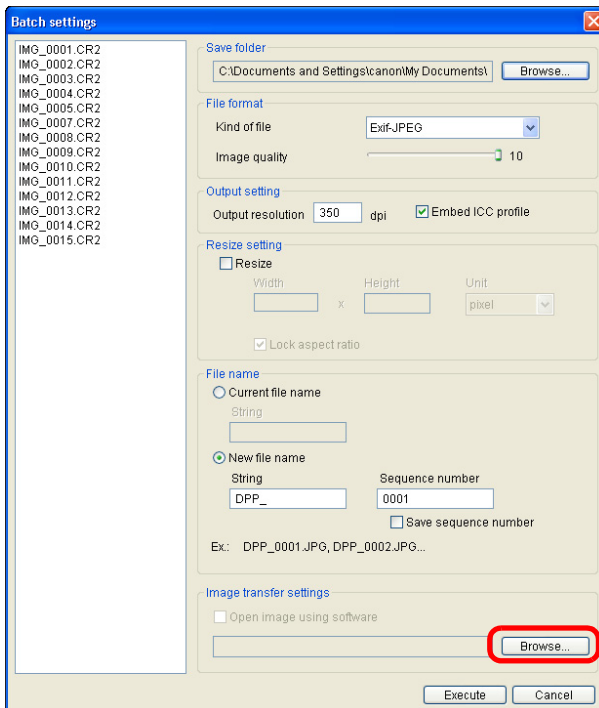 Batch settings
IMG_0001.CR2
IMG_0002.CR2
IMG_0003.CR2
IMG_0004.CR2
IMG_0005.CR2
IMG_0007.CR2
IMG_0008.CR2
IMG_0009.CR2
IMG_0010.CR2
IMG_0011.CR2
IMG_0012.CR2
IMG_0013.CR2
IMG_0014.CR2
IMG_0015.CR2
Save folder
C:\Documents and Settings\canon\My Documents\ Browse...
File format
Kind of file Exif-JPEG
Image quality 10
Output setting
Output resolution 350 dpi Embed ICC profile
Resize setting
Resize
Width Height Unit
x pixel
Lock aspect ratio
File name
Current file name
String
New file name
String Sequence number
DPP_ 0001
Save sequence number
Ex.: DPP_0001.JPG, DPP_0002.JPG...
Image transfer settings
Open image using software
Browse...
Execute Cancel